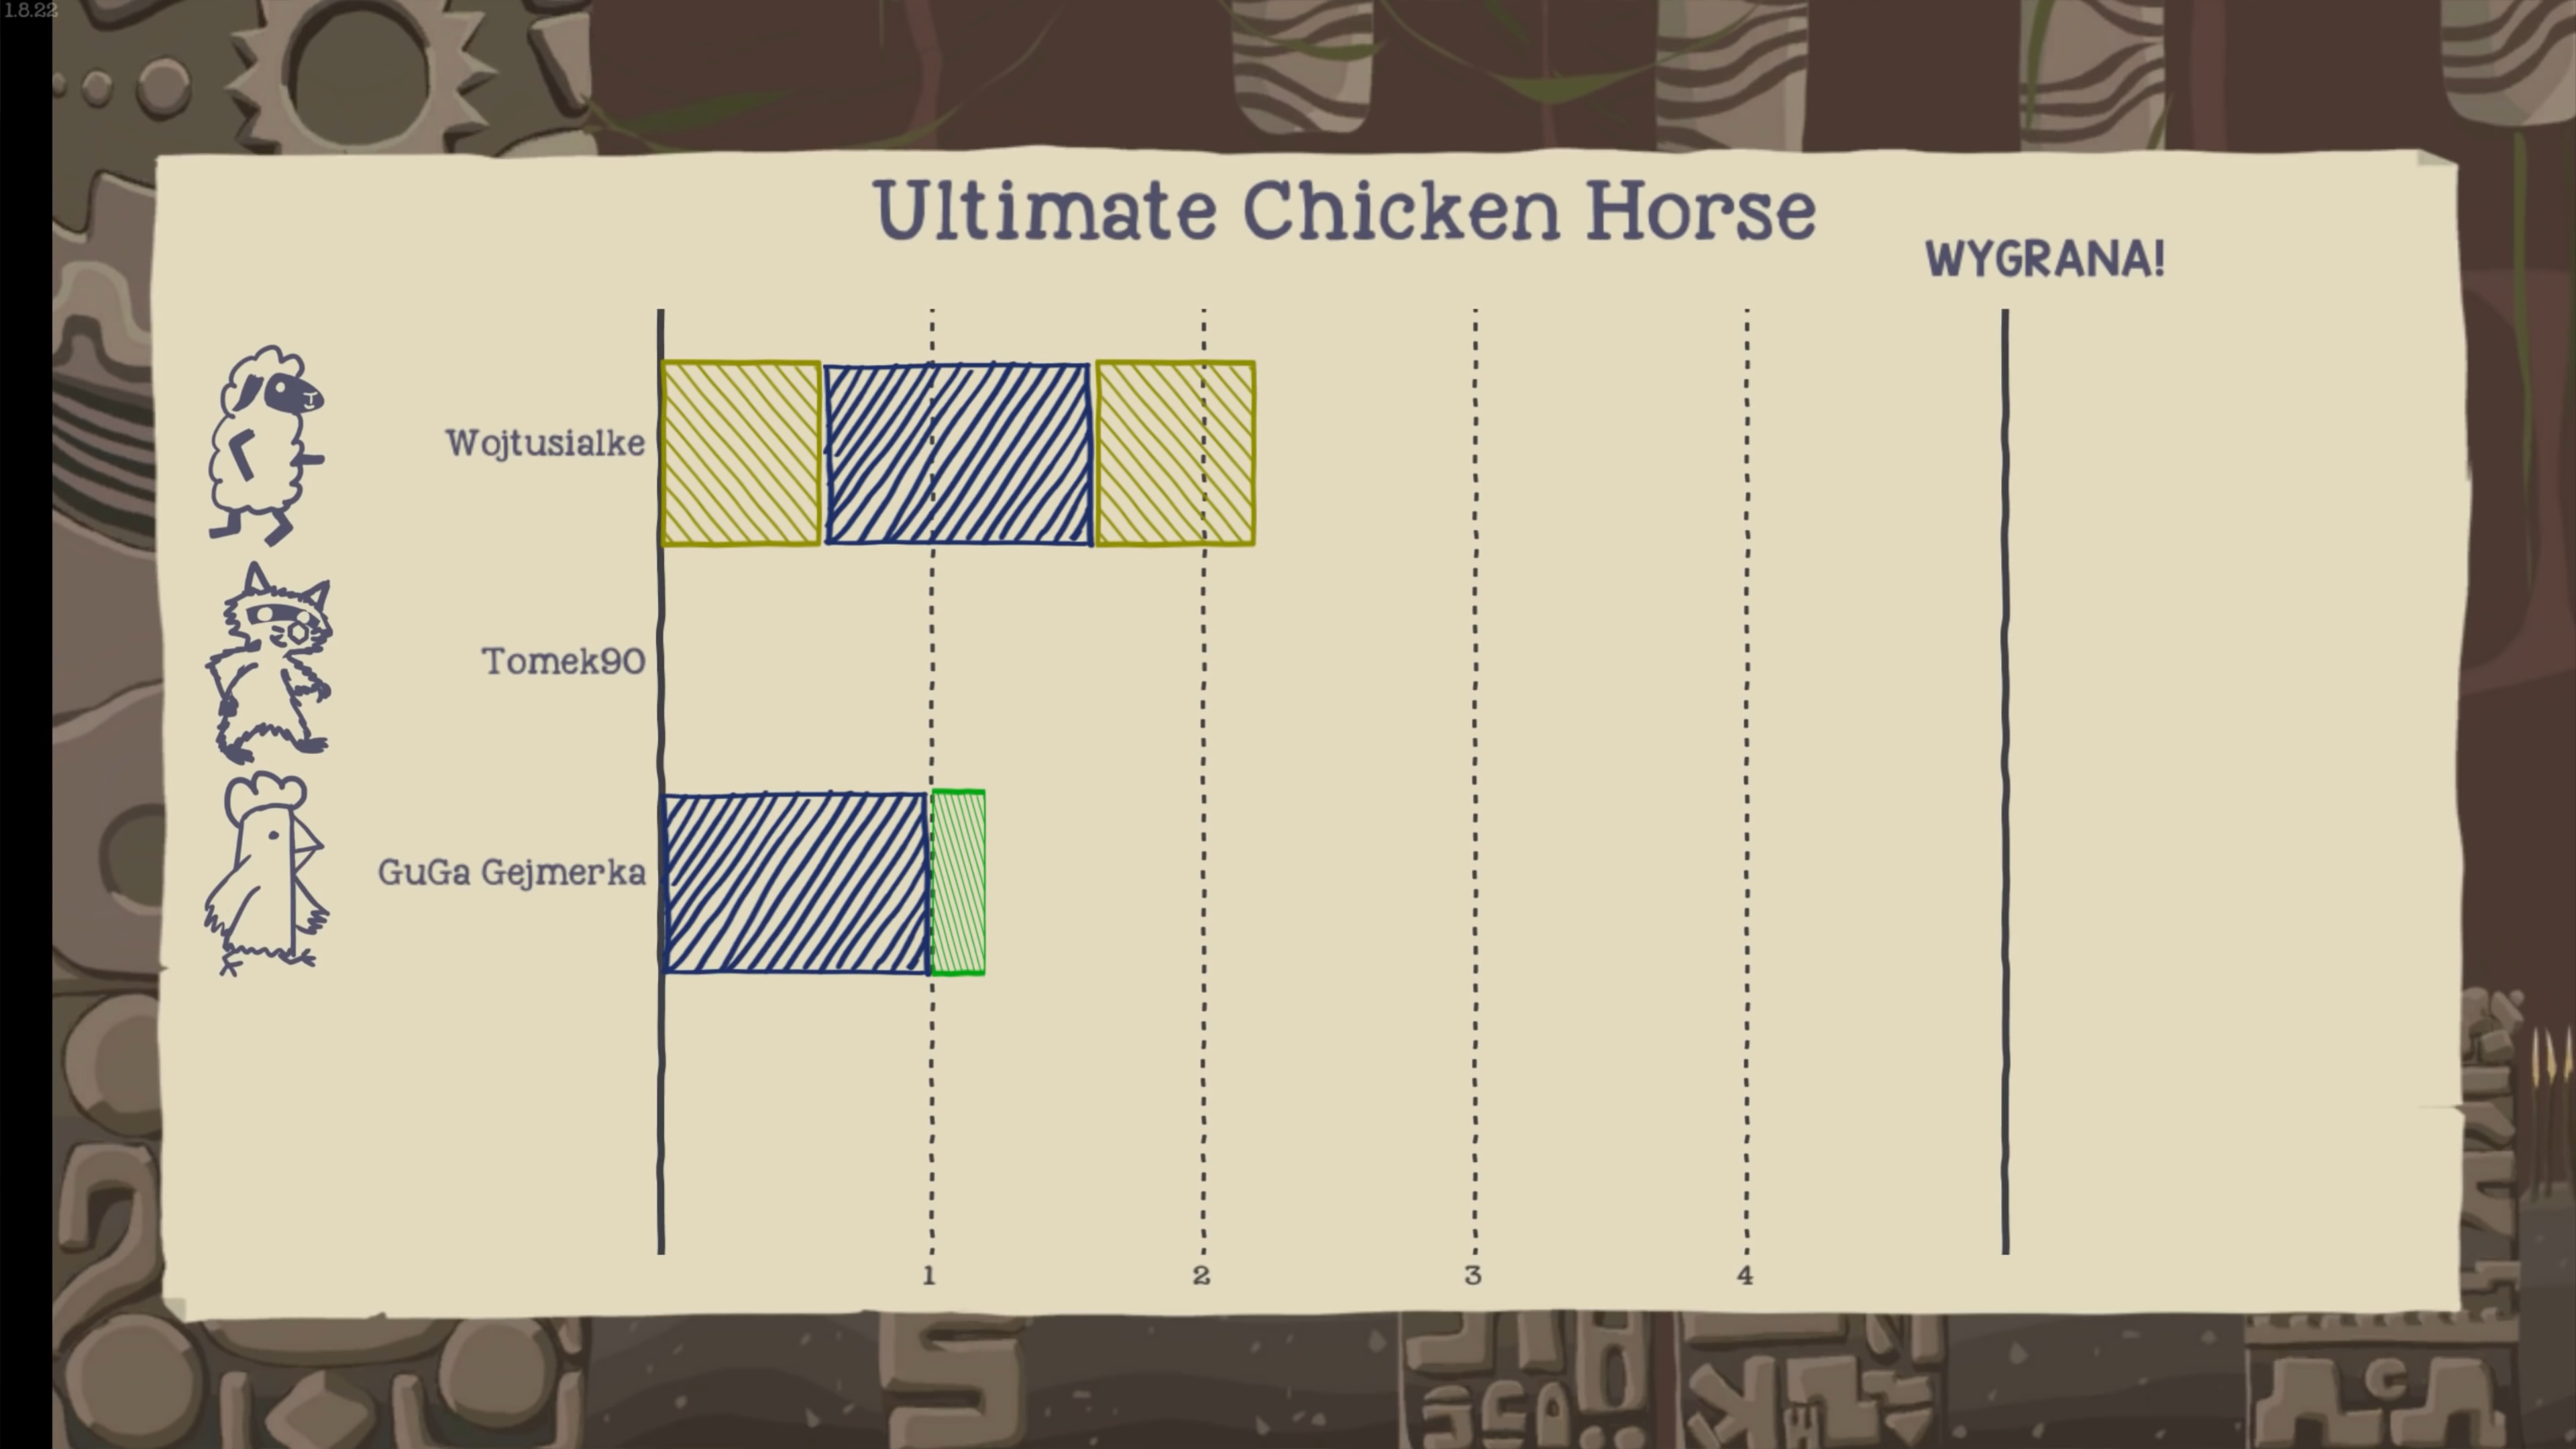 1.8.22
Ultimate Chicken Horse
WYGRANA!
Wojtusialke
Tomek90
GuGa Gejmerka
1 2 3 4